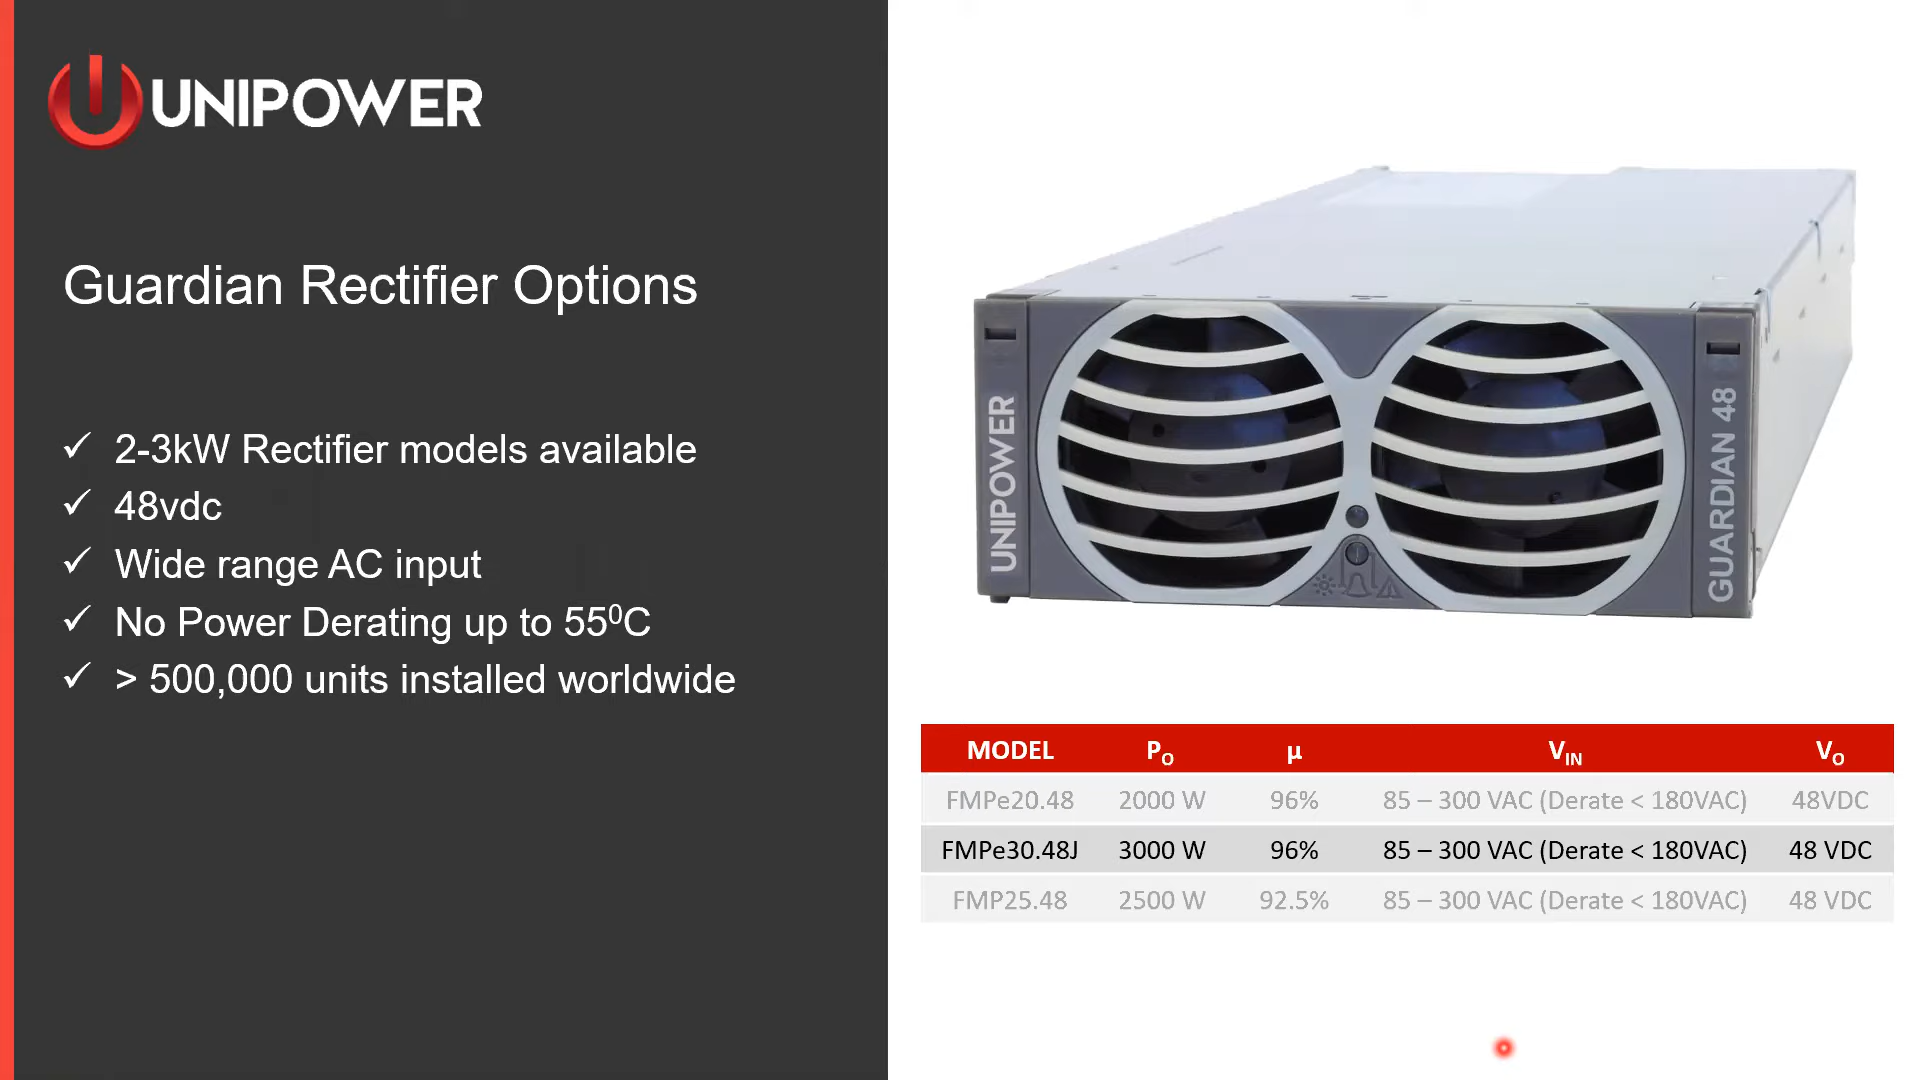 UNIPOWER
Guardian Rectifier Options
✓ 2-3kW Rectifier models available
✓ 48vdc
✓ Wide range AC input
✓ No Power Derating up to 55⁰C
✓ > 500,000 units installed worldwide
UNIPOWER
GUARDIAN 48
MODEL P₀ µ V_IN V₀
FMPe20.48 2000 W 96% 85 – 300 VAC (Derate < 180VAC) 48VDC
FMPe30.48J 3000 W 96% 85 – 300 VAC (Derate < 180VAC) 48 VDC
FMP25.48 2500 W 92.5% 85 – 300 VAC (Derate < 180VAC) 48 VDC